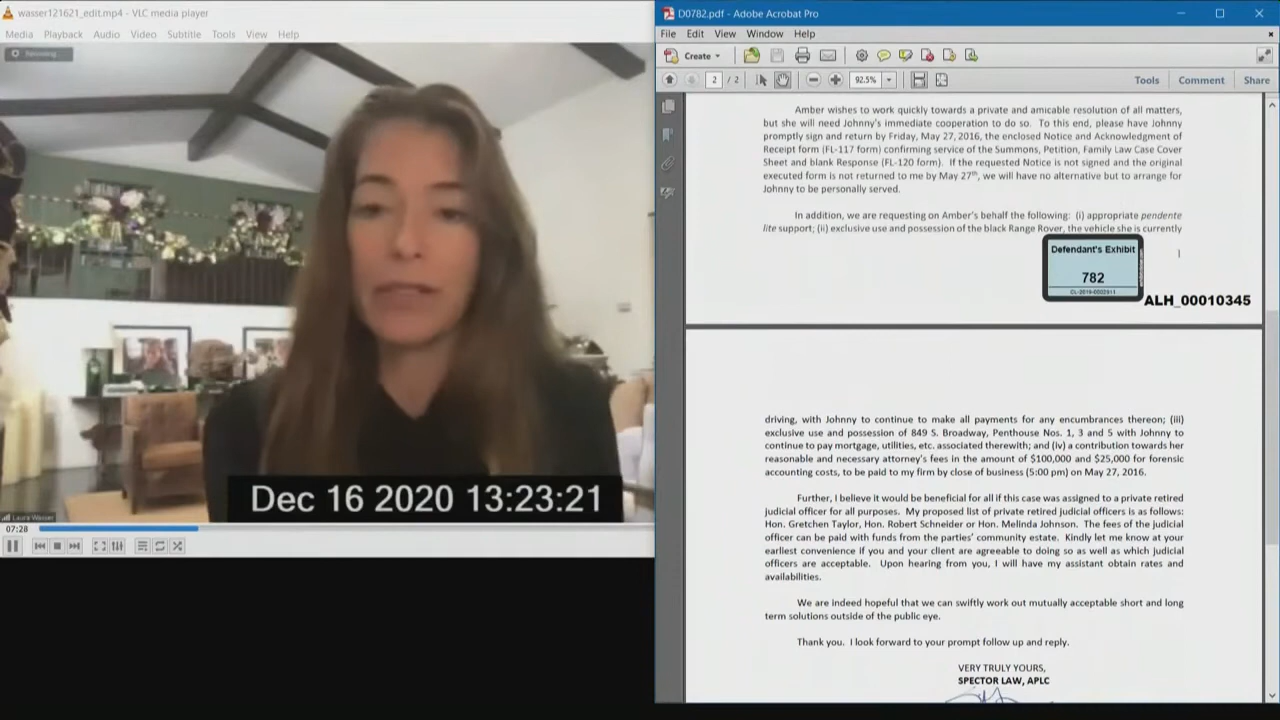 wasser121621_edit.mp4 - VLC media player
Media Playback Audio Video Subtitle Tools View Help
Dec 16 2020 13:23:21
07:28
D0782.pdf - Adobe Acrobat Pro
File Edit View Window Help
Create
2 / 2
92.5%
Tools Comment Share
Amber wishes to work quickly towards a private and amicable resolution of all matters,
but she will need Johnny's immediate cooperation to do so. To this end, please have Johnny
promptly sign and return by Friday, May 27, 2016, the enclosed Notice and Acknowledgment of
Receipt form (FL-117 form) confirming service of the Summons, Petition, Family Law Case Cover
Sheet and blank Response (FL-120 form). If the requested Notice is not signed and the original
executed form is not returned to me by May 27th, we will have no alternative but to arrange for
Johnny to be personally served.
In addition, we are requesting on Amber's behalf the following: (i) appropriate pendente
lite support; (ii) exclusive use and possession of the black Range Rover, the vehicle she is currently
Defendant's Exhibit
782
ALH_00010345
driving, with Johnny to continue to make all payments for any encumbrances thereon; (iii)
exclusive use and possession of 849 S. Broadway, Penthouse Nos. 1, 3 and 5 with Johnny to
continue to pay mortgage, utilities, etc. associated therewith; and (iv) a contribution towards her
reasonable and necessary attorney's fees in the amount of $100,000 and $25,000 for forensic
accounting costs, to be paid to my firm by close of business (5:00 pm) on May 27, 2016.
Further, I believe it would be beneficial for all if this case was assigned to a private retired
judicial officer for all purposes. My proposed list of private retired judicial officers is as follows:
Hon. Gretchen Taylor, Hon. Robert Schneider or Hon. Melinda Johnson. The fees of the judicial
officer can be paid with funds from the parties' community estate. Kindly let me know at your
earliest convenience if you and your client are agreeable to doing so as well as which judicial
officers are acceptable. Upon hearing from you, I will have my assistant obtain rates and
availabilities.
We are indeed hopeful that we can swiftly work out mutually acceptable short and long
term solutions outside of the public eye.
Thank you. I look forward to your prompt follow up and reply.
VERY TRULY YOURS,
SPECTOR LAW, APLC